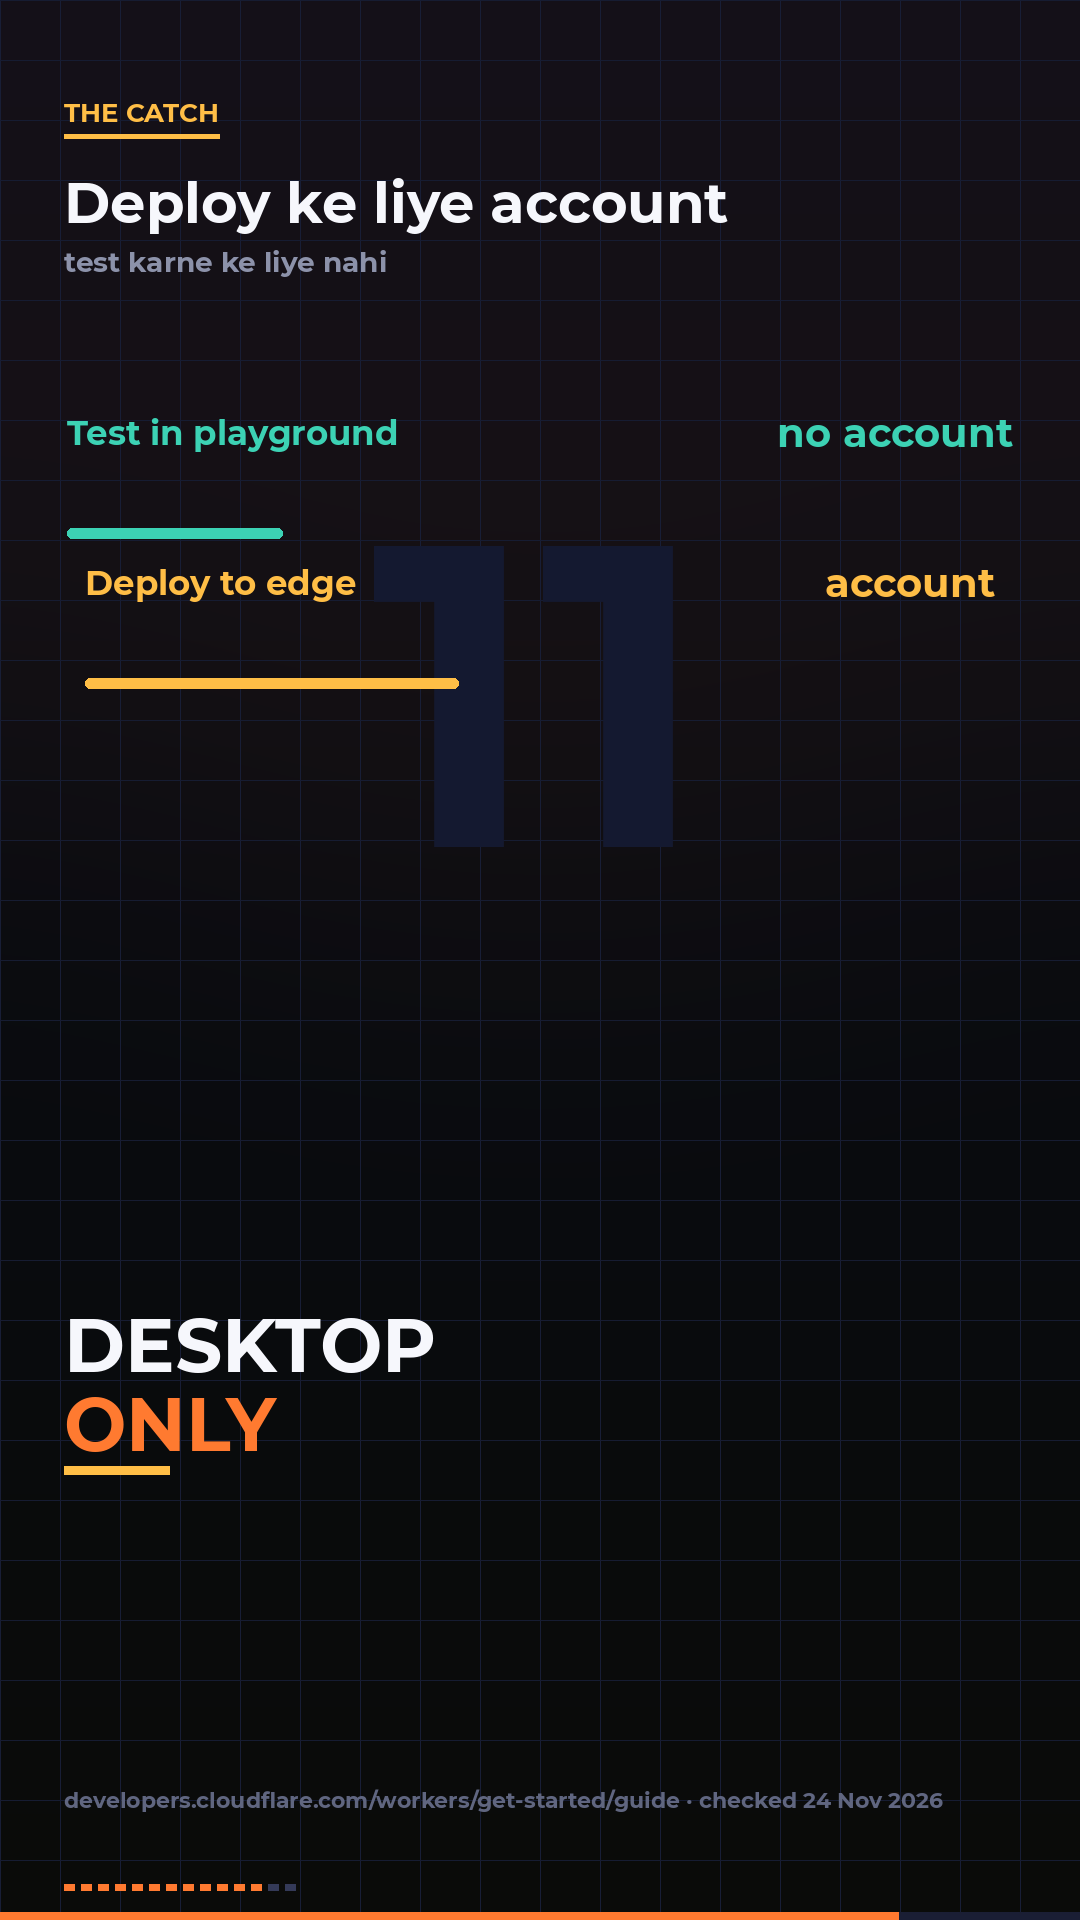 THE CATCH
Deploy ke liye account
test karne ke liye nahi
Test in playground no account
11
Deploy to edge account
DESKTOP
ONLY
developers.cloudflare.com/workers/get-started/guide · checked 24 Nov 2026